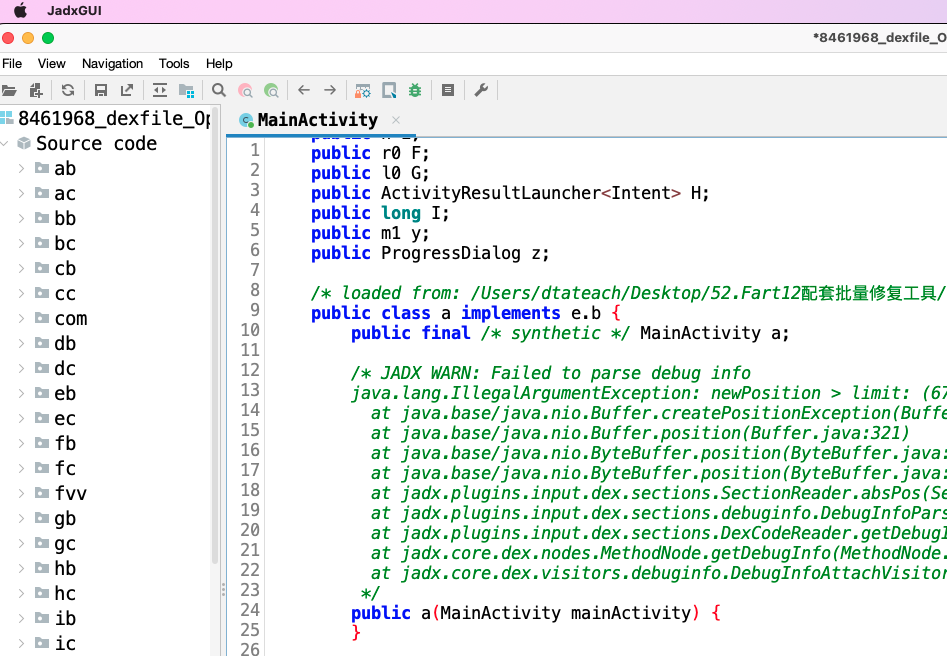 JadxGUI
*8461968_dexfile_O
File View Navigation Tools Help
8461968_dexfile_Op
MainActivity
Source code
ab
ac
bb
bc
cb
cc
com
db
dc
eb
ec
fb
fc
fvv
gb
gc
hb
hc
ib
ic
1 public r0 F;
2 public l0 G;
3 public ActivityResultLauncher<Intent> H;
4 public long I;
5 public m1 y;
6 public ProgressDialog z;
7
8 /* loaded from: /Users/dtateach/Desktop/52.Fart12配套批量修复工具/
9 public class a implements e.b {
10 public final /* synthetic */ MainActivity a;
11
12 /* JADX WARN: Failed to parse debug info
13 java.lang.IllegalArgumentException: newPosition > limit: (67
14 at java.base/java.nio.Buffer.createPositionException(Buffe
15 at java.base/java.nio.Buffer.position(Buffer.java:321)
16 at java.base/java.nio.ByteBuffer.position(ByteBuffer.java:
17 at java.base/java.nio.ByteBuffer.position(ByteBuffer.java:
18 at jadx.plugins.input.dex.sections.SectionReader.absPos(Se
19 at jadx.plugins.input.dex.sections.debuginfo.DebugInfoPars
20 at jadx.plugins.input.dex.sections.DexCodeReader.getDebugI
21 at jadx.core.dex.nodes.MethodNode.getDebugInfo(MethodNode.
22 at jadx.core.dex.visitors.debuginfo.DebugInfoAttachVisitor
23 */
24 public a(MainActivity mainActivity) {
25 }
26